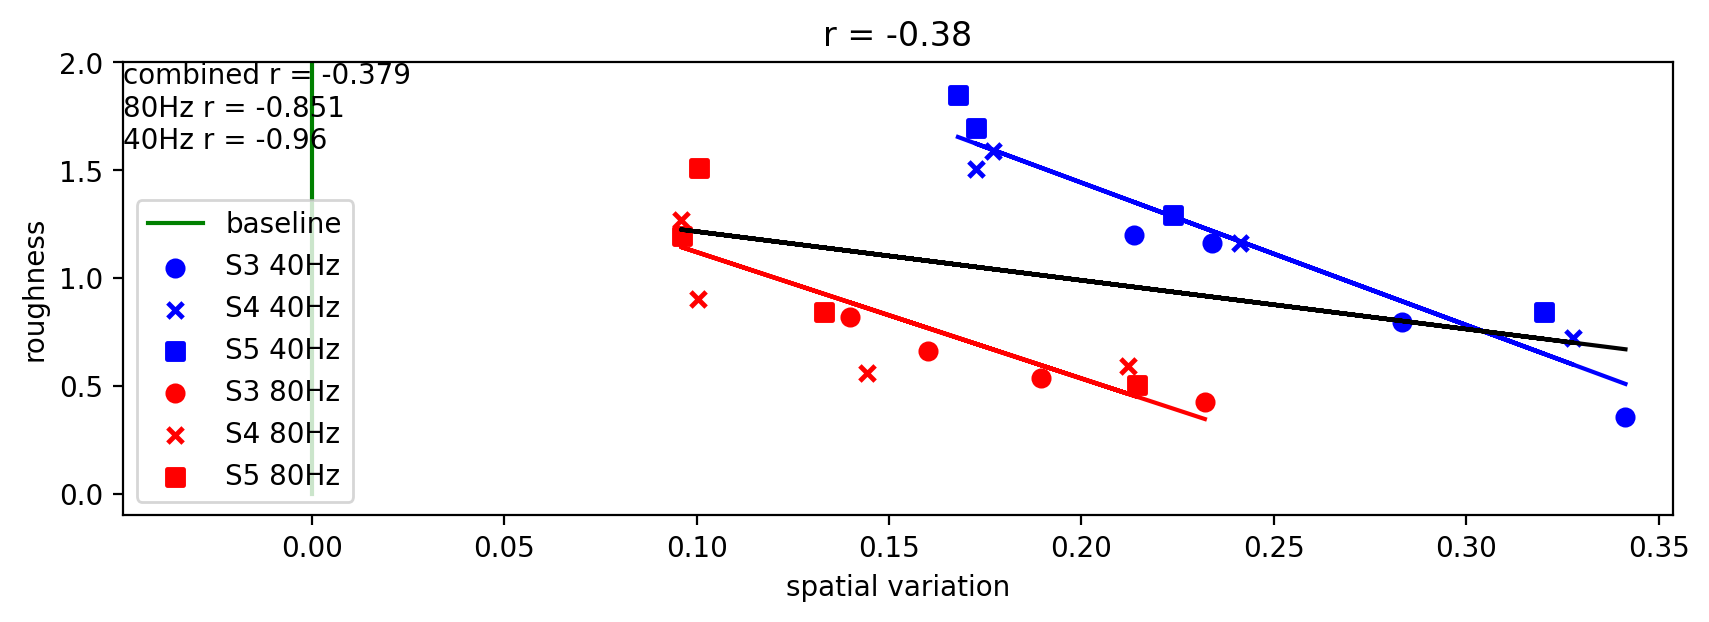 r = -0.38
combined r = -0.379
80Hz r = -0.851
40Hz r = -0.96
baseline
S3 40Hz
S4 40Hz
S5 40Hz
S3 80Hz
S4 80Hz
S5 80Hz
roughness
2.0
1.5
1.0
0.5
0.0
0.00 0.05 0.10 0.15 0.20 0.25 0.30 0.35
spatial variation